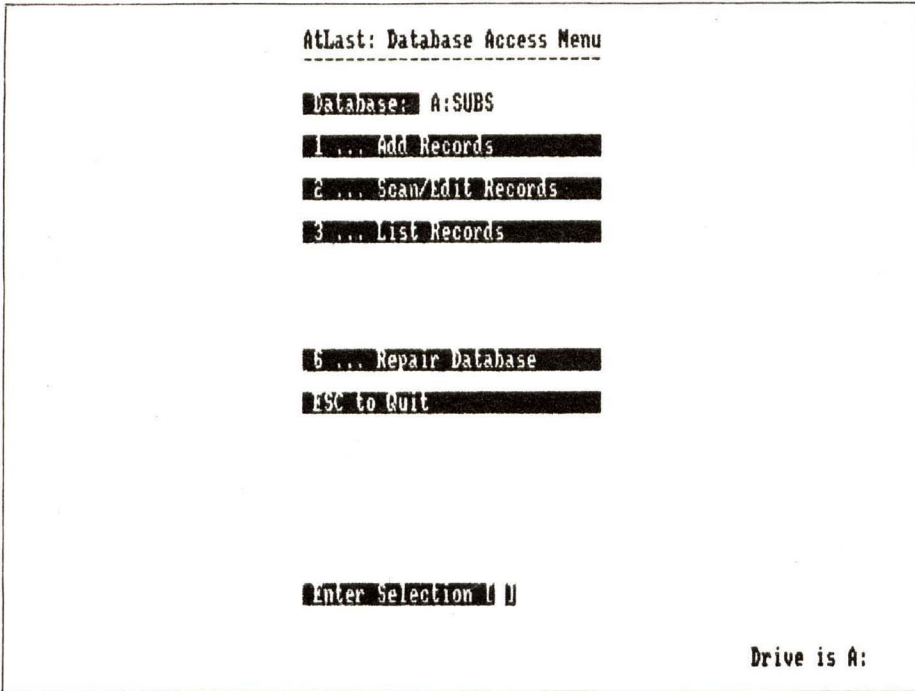 AtLast: Database Access Menu
----------------------------
Database: A:SUBS
1 ... Add Records
2 ... Scan/Edit Records
3 ... List Records
6 ... Repair Database
ESC to Quit
Enter Selection [ ]
Drive is A: